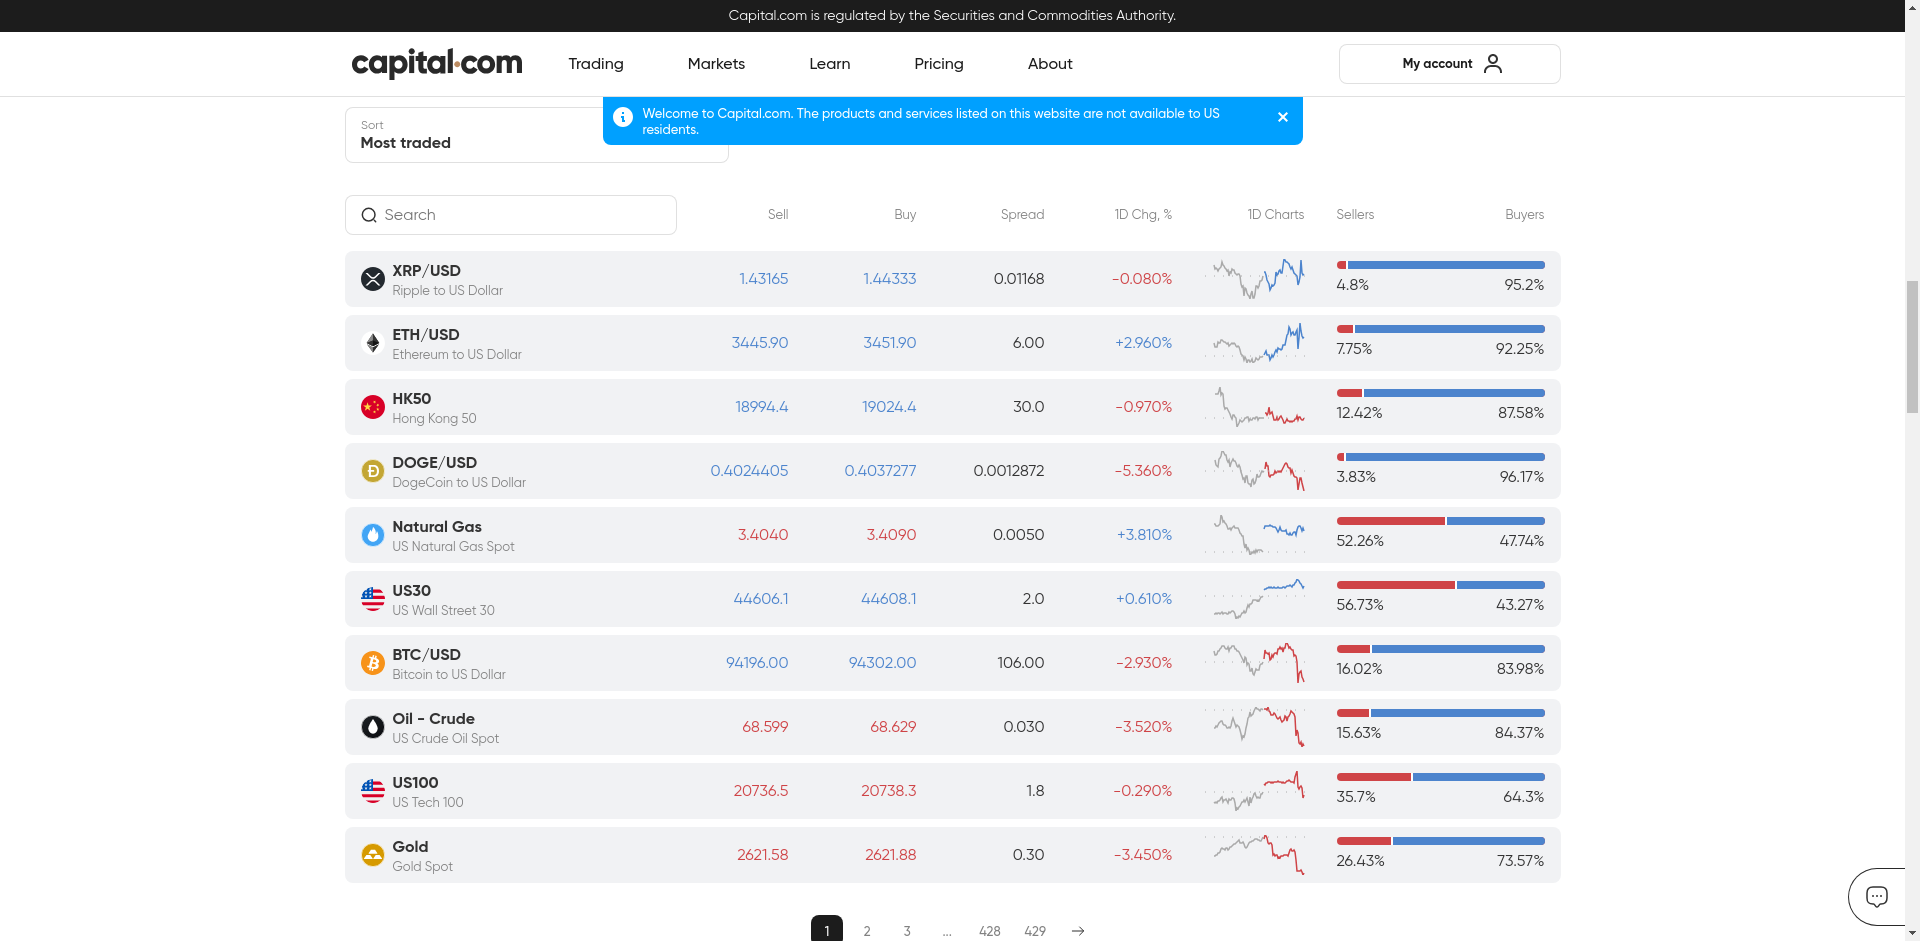 Capital.com is regulated by the Securities and Commodities Authority.
capital.com
Trading
Markets
Learn
Pricing
About
My account
Welcome to Capital.com. The products and services listed on this website are not available to US
residents.
Sort
Most traded
Search
Sell
Buy
Spread
1D Chg, %
1D Charts
Sellers
Buyers
XRP/USD
Ripple to US Dollar
1.43165
1.44333
0.01168
-0.080%
4.8%
95.2%
ETH/USD
Ethereum to US Dollar
3445.90
3451.90
6.00
+2.960%
7.75%
92.25%
HK50
Hong Kong 50
18994.4
19024.4
30.0
-0.970%
12.42%
87.58%
DOGE/USD
DogeCoin to US Dollar
0.4024405
0.4037277
0.0012872
-5.360%
3.83%
96.17%
Natural Gas
US Natural Gas Spot
3.4040
3.4090
0.0050
+3.810%
52.26%
47.74%
US30
US Wall Street 30
44606.1
44608.1
2.0
+0.610%
56.73%
43.27%
BTC/USD
Bitcoin to US Dollar
94196.00
94302.00
106.00
-2.930%
16.02%
83.98%
Oil - Crude
US Crude Oil Spot
68.599
68.629
0.030
-3.520%
15.63%
84.37%
US100
US Tech 100
20736.5
20738.3
1.8
-0.290%
35.7%
64.3%
Gold
Gold Spot
2621.58
2621.88
0.30
-3.450%
26.43%
73.57%
1
2
3
...
428
429